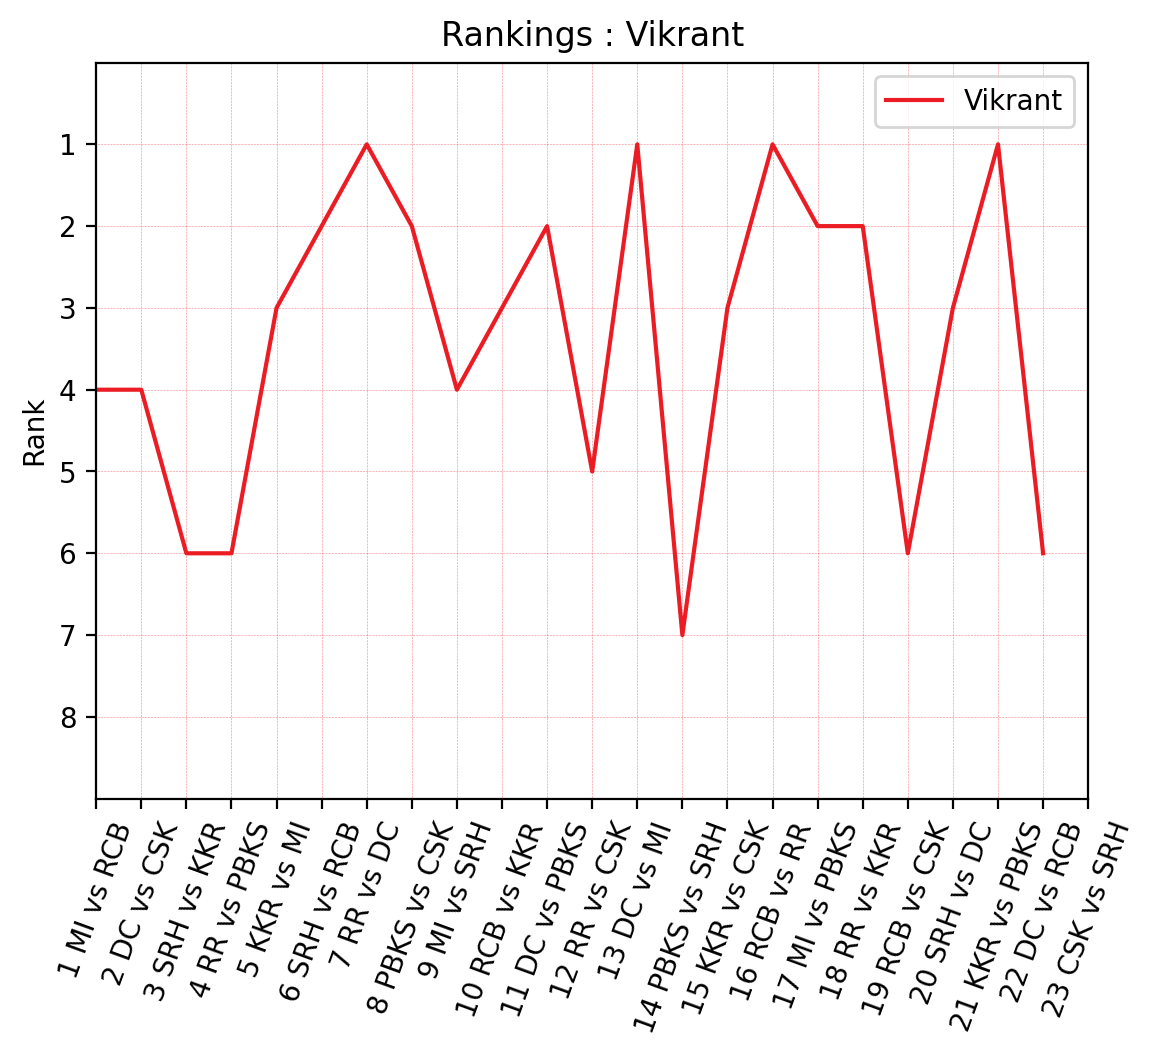 Rankings : Vikrant
Vikrant
Rank
1
2
3
4
5
6
7
8
1 MI vs RCB
2 DC vs CSK
3 SRH vs KKR
4 RR vs PBKS
5 KKR vs MI
6 SRH vs RCB
7 RR vs DC
8 PBKS vs CSK
9 MI vs SRH
10 RCB vs KKR
11 DC vs PBKS
12 RR vs CSK
13 DC vs MI
14 PBKS vs SRH
15 KKR vs CSK
16 RCB vs RR
17 MI vs PBKS
18 RR vs KKR
19 RCB vs CSK
20 SRH vs DC
21 KKR vs PBKS
22 DC vs RCB
23 CSK vs SRH